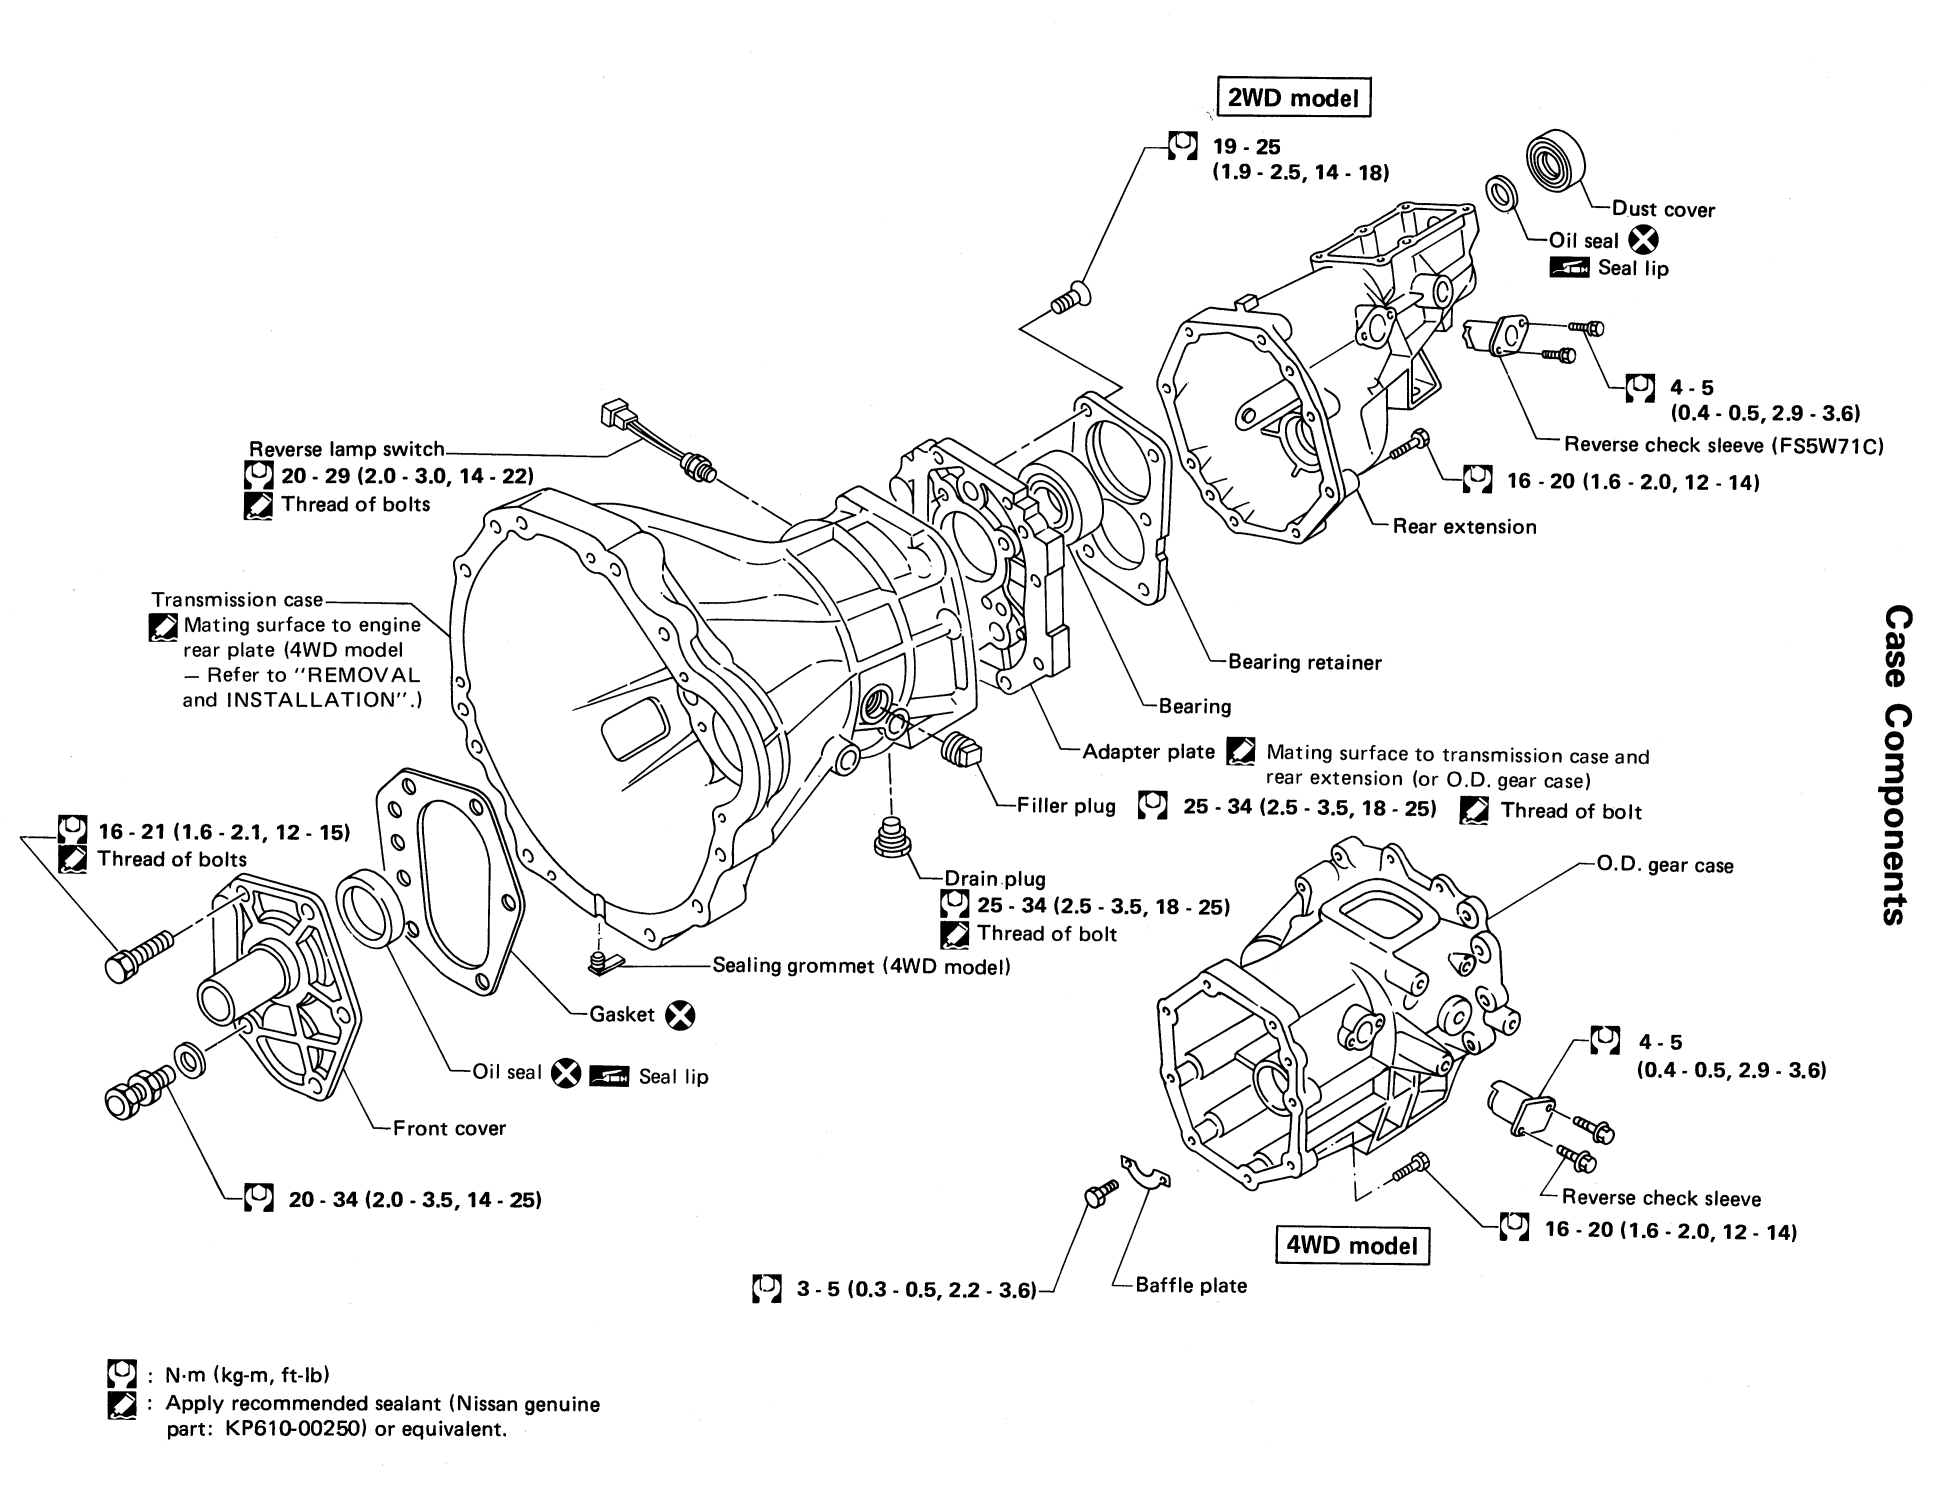 2WD model
19 - 25
(1.9 - 2.5, 14 - 18)
Dust cover
Oil seal
Seal lip
4 - 5
(0.4 - 0.5, 2.9 - 3.6)
Reverse check sleeve (FS5W71C)
16 - 20 (1.6 - 2.0, 12 - 14)
Rear extension
Reverse lamp switch
20 - 29 (2.0 - 3.0, 14 - 22)
Thread of bolts
Transmission case
Mating surface to engine
rear plate (4WD model
— Refer to "REMOVAL
and INSTALLATION".)
Bearing retainer
Bearing
Adapter plate
Mating surface to transmission case and
rear extension (or O.D. gear case)
Filler plug
25 - 34 (2.5 - 3.5, 18 - 25)
Thread of bolt
Case Components
16 - 21 (1.6 - 2.1, 12 - 15)
Thread of bolts
Drain plug
25 - 34 (2.5 - 3.5, 18 - 25)
Thread of bolt
O.D. gear case
Sealing grommet (4WD model)
Gasket
Oil seal
Seal lip
Front cover
20 - 34 (2.0 - 3.5, 14 - 25)
4 - 5
(0.4 - 0.5, 2.9 - 3.6)
Reverse check sleeve
16 - 20 (1.6 - 2.0, 12 - 14)
4WD model
3 - 5 (0.3 - 0.5, 2.2 - 3.6)
Baffle plate
: N·m (kg-m, ft-lb)
: Apply recommended sealant (Nissan genuine
part: KP610-00250) or equivalent.